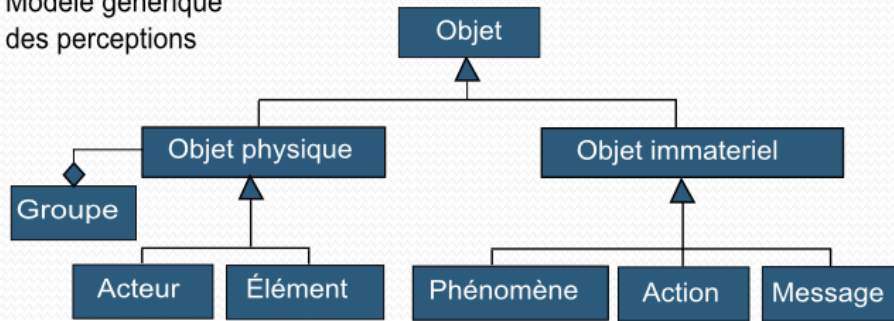 Modèle générique
des perceptions
Objet
Objet physique
Objet immateriel
Groupe
Acteur
Élément
Phénomène
Action
Message